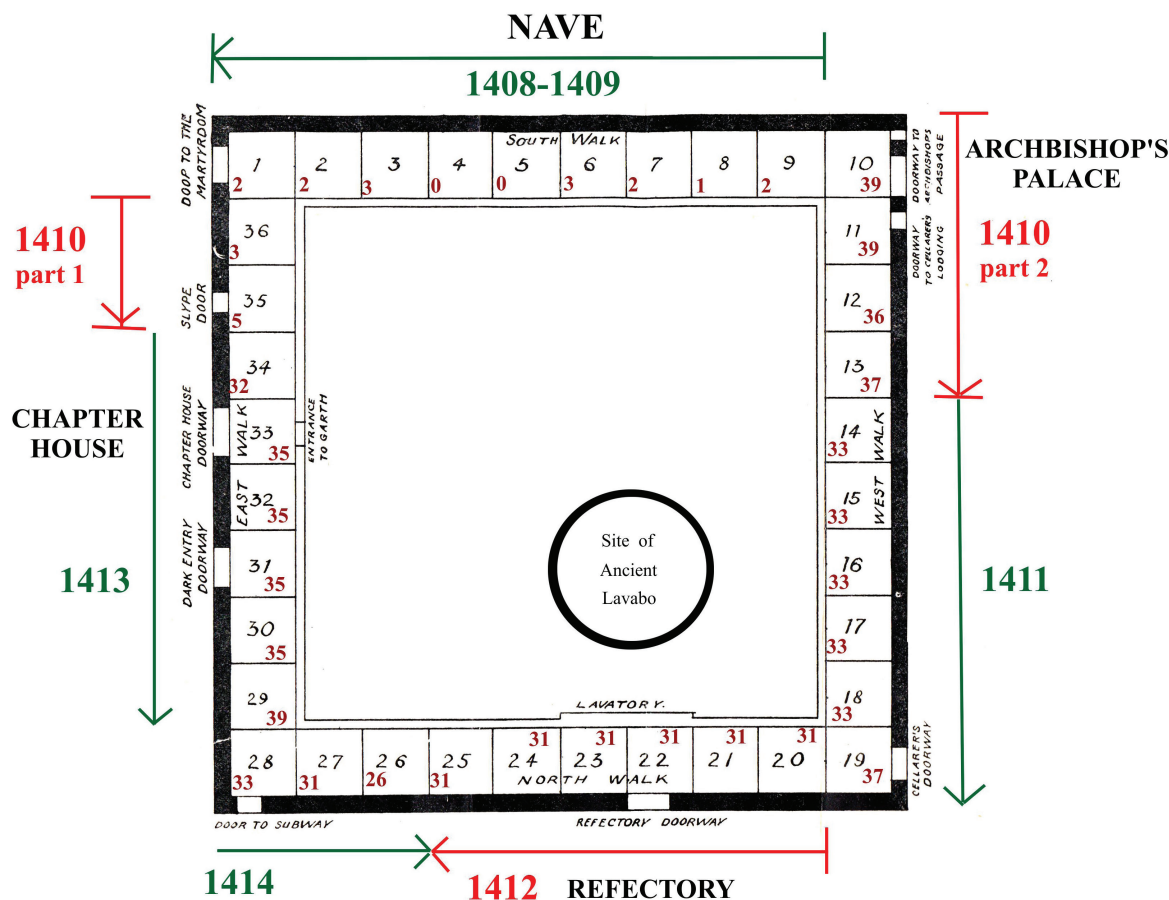 NAVE
1408-1409
DOOP TO THE
MARTYRDOM
SOUTH WALK
1 2 3 4 5 6 7 8 9 10
2 2 3 0 0 3 2 1 2 39
DOORWAY TO
ARCHBISHOP'S
PASSAGE
ARCHBISHOP'S
PALACE
1410
part 1
36
3
11
39
DOORWAY
TO CELLARER'S
LODGING
1410
part 2
SLYPE
DOOR
35
5
12
36
34
32
13
37
CHAPTER
HOUSE
CHAPTER HOUSE
DOORWAY
EAST WALK
33
35
ENTRANCE
TO GARTH
14
33
WEST WALK
32
35
15
33
1413
DARK ENTRY
DOORWAY
31
35
Site of
Ancient
Lavabo
16
33
1411
30
35
17
33
29
39
LAVATORY.
18
33
31 31 31 31 31
28 27 26 25 24 23 22 21 20 19
33 31 26 31 37
NORTH WALK
CELLARER'S
DOORWAY
DOOR TO SUBWAY
REFECTORY DOORWAY
1414
1412
REFECTORY